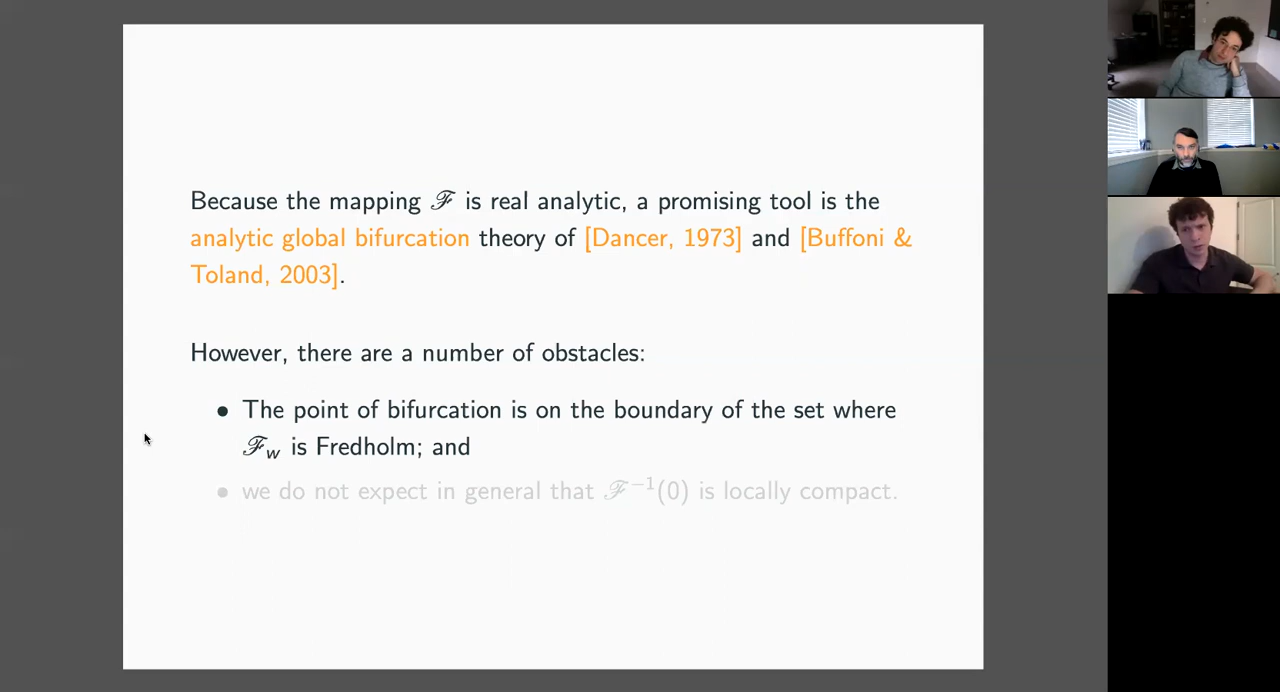 Because the mapping ℱ is real analytic, a promising tool is the
analytic global bifurcation theory of [Dancer, 1973] and [Buffoni &
Toland, 2003].
However, there are a number of obstacles:
• The point of bifurcation is on the boundary of the set where
ℱ_w is Fredholm; and
• we do not expect in general that ℱ⁻¹(0) is locally compact.